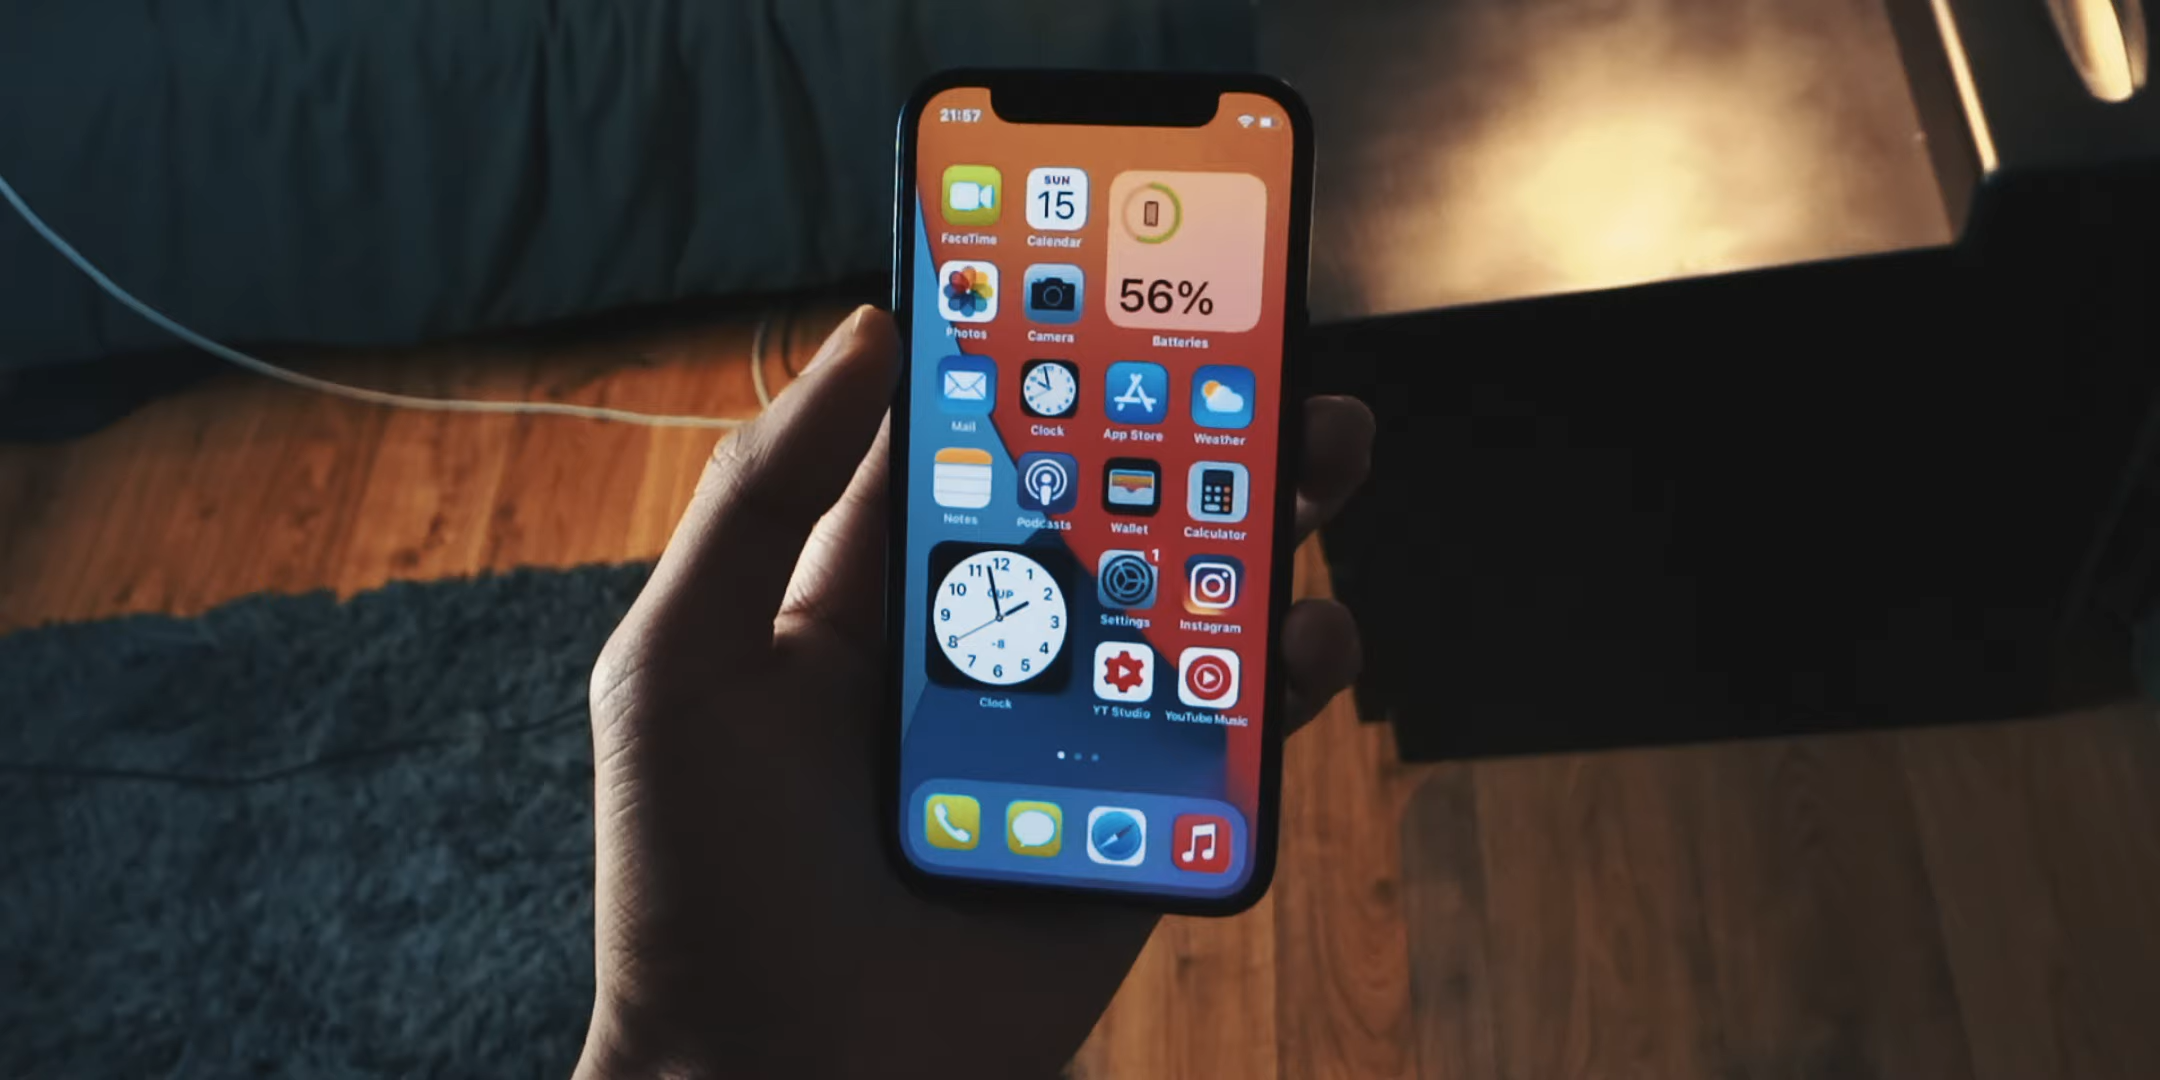 21:57
SUN
15
FaceTime
Calendar
56%
Photos
Camera
Batteries
Mail
Clock
App Store
Weather
Notes
Podcasts
Wallet
Calculator
12
11
1
10
CUP
2
9
3
8
-8
4
7
5
6
1
Settings
Instagram
Clock
YT Studio
YouTube Music